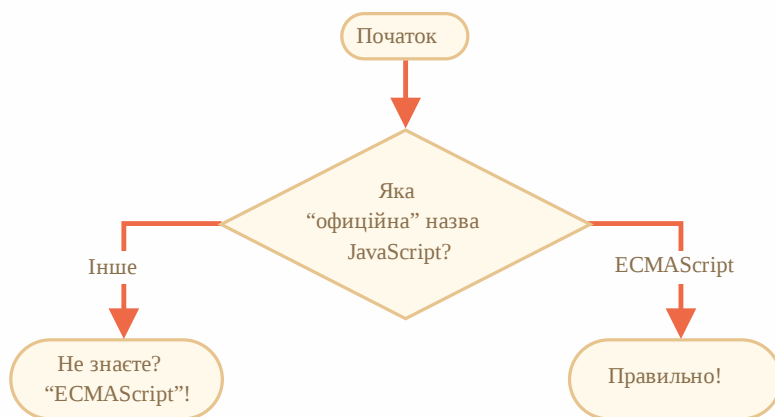 Початок
Яка
“офиційна” назва
JavaScript?
Інше
ECMAScript
Не знаєте?
“ECMAScript”!
Правильно!